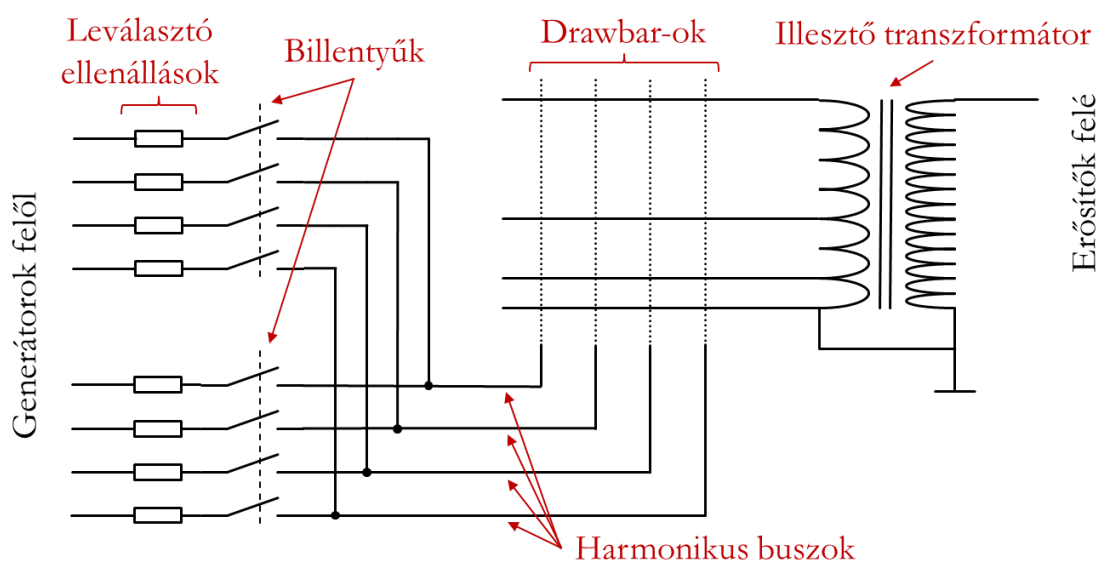 Leválasztó
ellenállások
Billentyűk
Drawbar-ok
Illesztő transzformátor
Generátorok felől
Erősítők felé
Harmonikus buszok